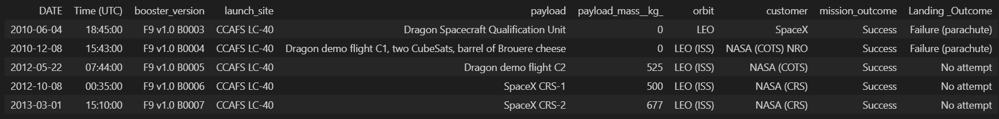 DATE Time (UTC) booster_version launch_site payload payload_mass__kg_ orbit customer mission_outcome Landing _Outcome
2010-06-04 18:45:00 F9 v1.0 B0003 CCAFS LC-40 Dragon Spacecraft Qualification Unit 0 LEO SpaceX Success Failure (parachute)
2010-12-08 15:43:00 F9 v1.0 B0004 CCAFS LC-40 Dragon demo flight C1, two CubeSats, barrel of Brouere cheese 0 LEO (ISS) NASA (COTS) NRO Success Failure (parachute)
2012-05-22 07:44:00 F9 v1.0 B0005 CCAFS LC-40 Dragon demo flight C2 525 LEO (ISS) NASA (COTS) Success No attempt
2012-10-08 00:35:00 F9 v1.0 B0006 CCAFS LC-40 SpaceX CRS-1 500 LEO (ISS) NASA (CRS) Success No attempt
2013-03-01 15:10:00 F9 v1.0 B0007 CCAFS LC-40 SpaceX CRS-2 677 LEO (ISS) NASA (CRS) Success No attempt